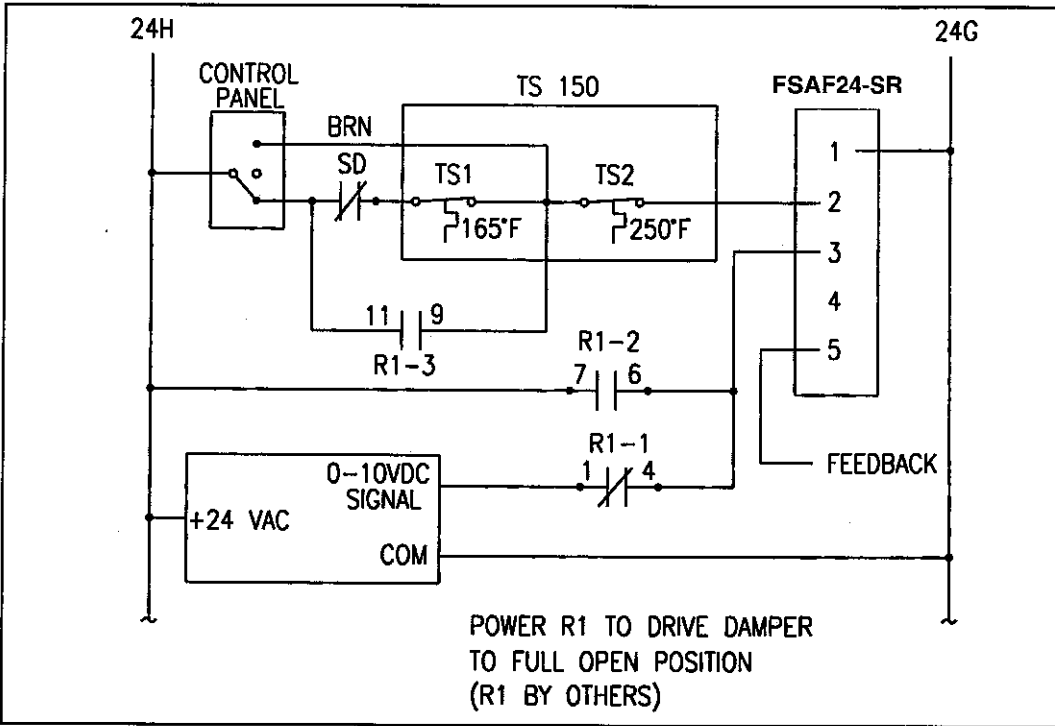 24H
24G
CONTROL
PANEL
TS 150
FSAF24-SR
BRN
SD
TS1
TS2
1
2
165°F
250°F
3
4
11 9
R1-3
R1-2
7 6
5
R1-1
1 4
FEEDBACK
0-10VDC
SIGNAL
+24 VAC
COM
POWER R1 TO DRIVE DAMPER
TO FULL OPEN POSITION
(R1 BY OTHERS)